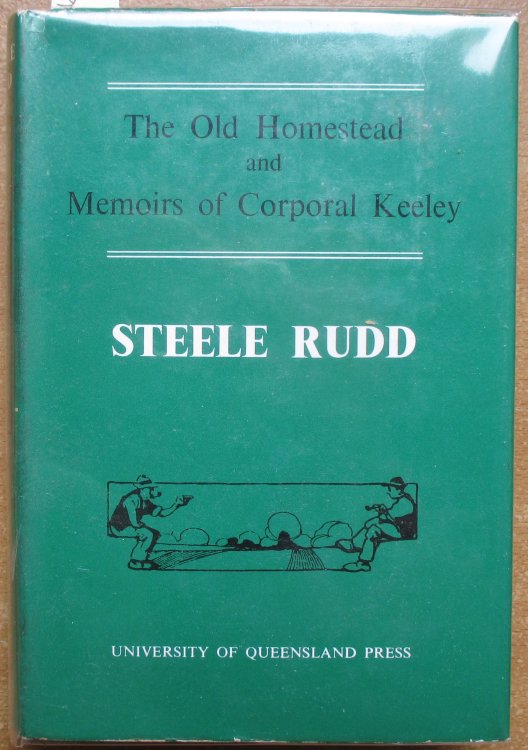 The Old Homestead
and
Memoirs of Corporal Keeley
STEELE RUDD
UNIVERSITY OF QUEENSLAND PRESS